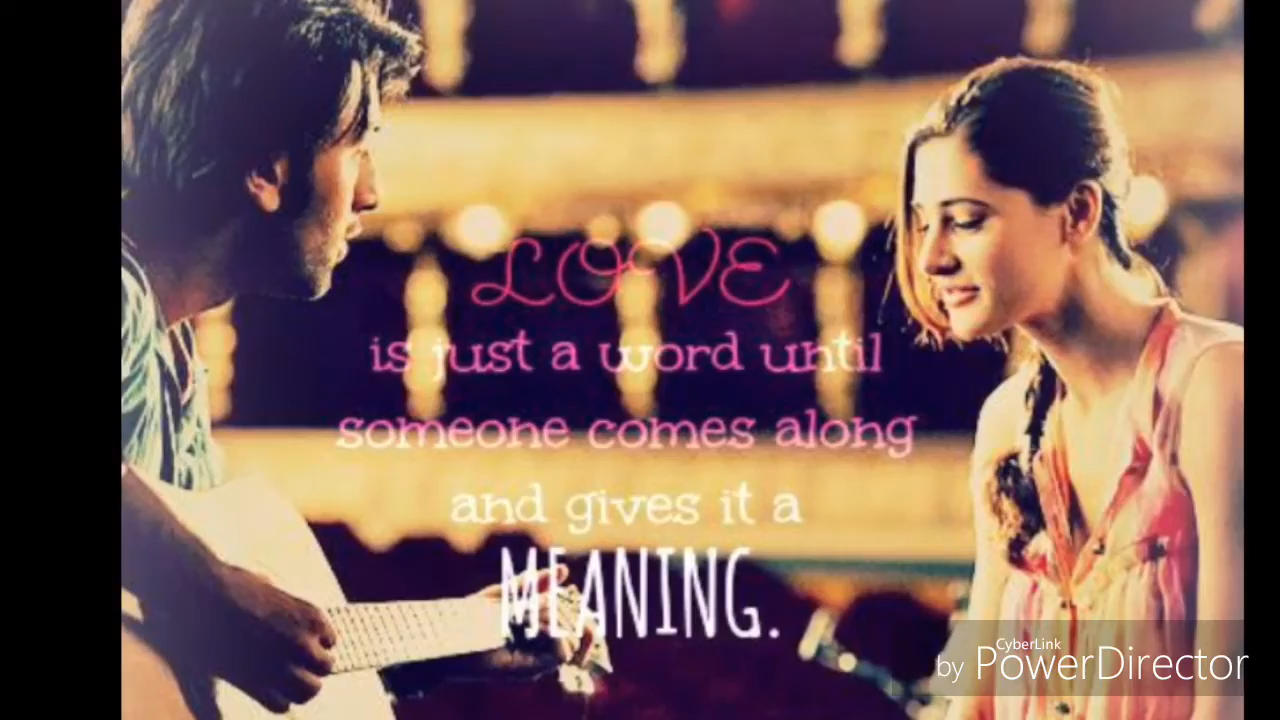 LOVE
is just a word until
someone comes along
and gives it a
MEANING.
CyberLink
by PowerDirector